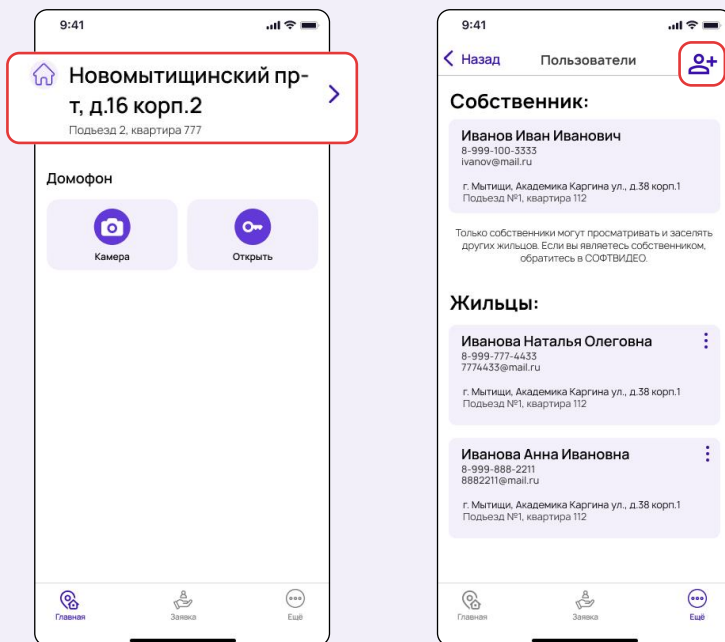 9:41
Новомытищинский пр-
т, д.16 корп.2
Подъезд 2, квартира 777
Домофон
Камера
Открыть
Главная
Заявка
Ещё
9:41
Назад
Пользователи
Собственник:
Иванов Иван Иванович
8-999-100-3333
ivanov@mail.ru
г. Мытищи, Академика Каргина ул., д.38 корп.1
Подъезд №1, квартира 112
Только собственники могут просматривать и заселять
других жильцов. Если вы являетесь собственником,
обратитесь в СОФТВИДЕО.
Жильцы:
Иванова Наталья Олеговна
8-999-777-4433
7774433@mail.ru
г. Мытищи, Академика Каргина ул., д.38 корп.1
Подъезд №1, квартира 112
Иванова Анна Ивановна
8-999-888-2211
8882211@mail.ru
г. Мытищи, Академика Каргина ул., д.38 корп.1
Подъезд №1, квартира 112
Главная
Заявка
Ещё